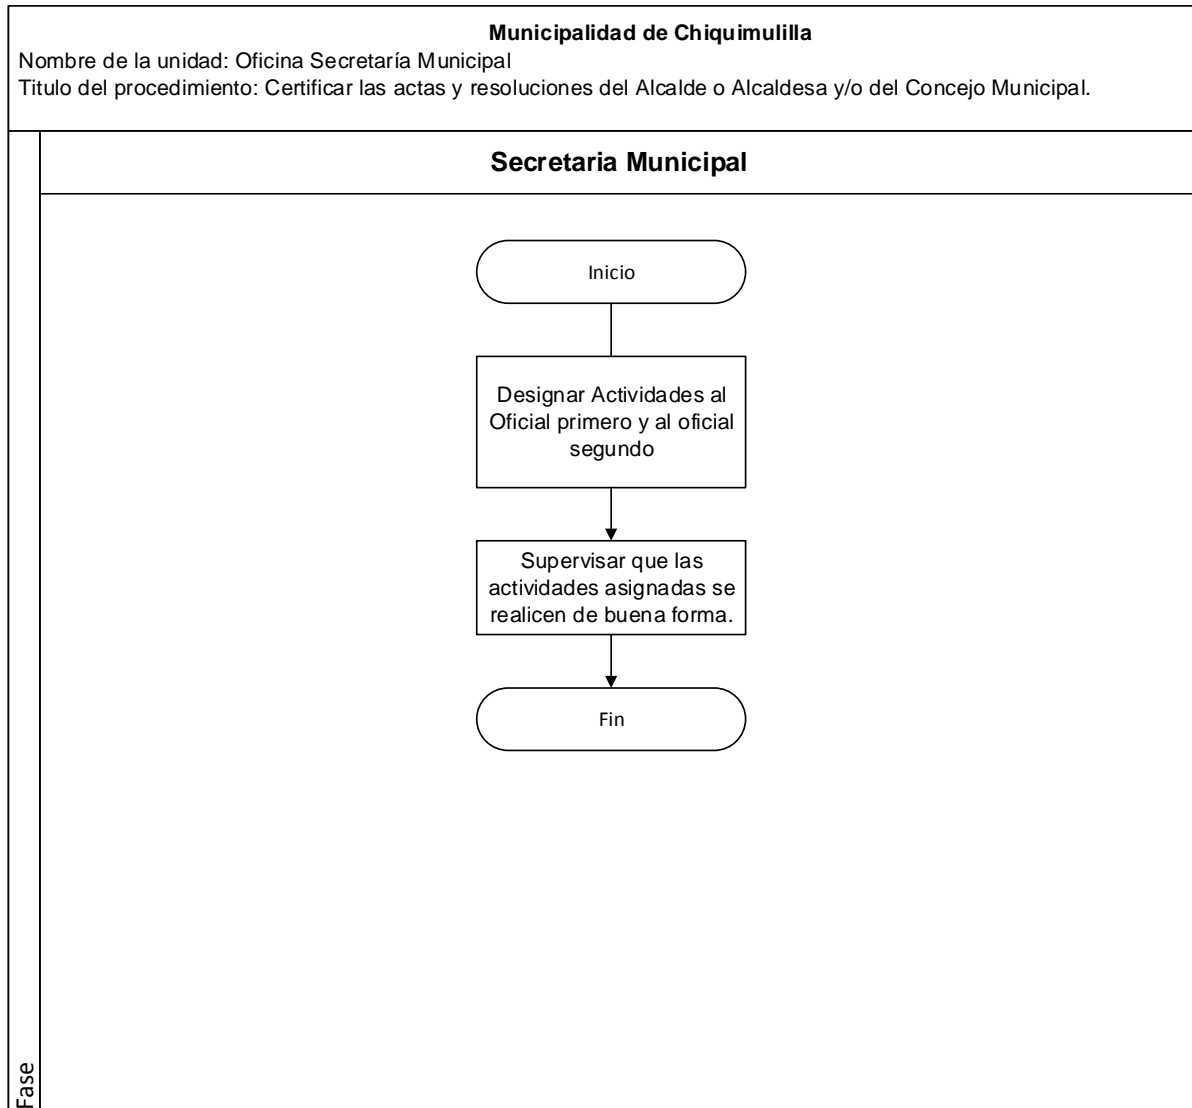 Municipalidad de Chiquimulilla
Nombre de la unidad: Oficina Secretaría Municipal
Titulo del procedimiento: Certificar las actas y resoluciones del Alcalde o Alcaldesa y/o del Concejo Municipal.
Secretaria Municipal
Inicio
Designar Actividades al
Oficial primero y al oficial
segundo
Supervisar que las
actividades asignadas se
realicen de buena forma.
Fin
Fase